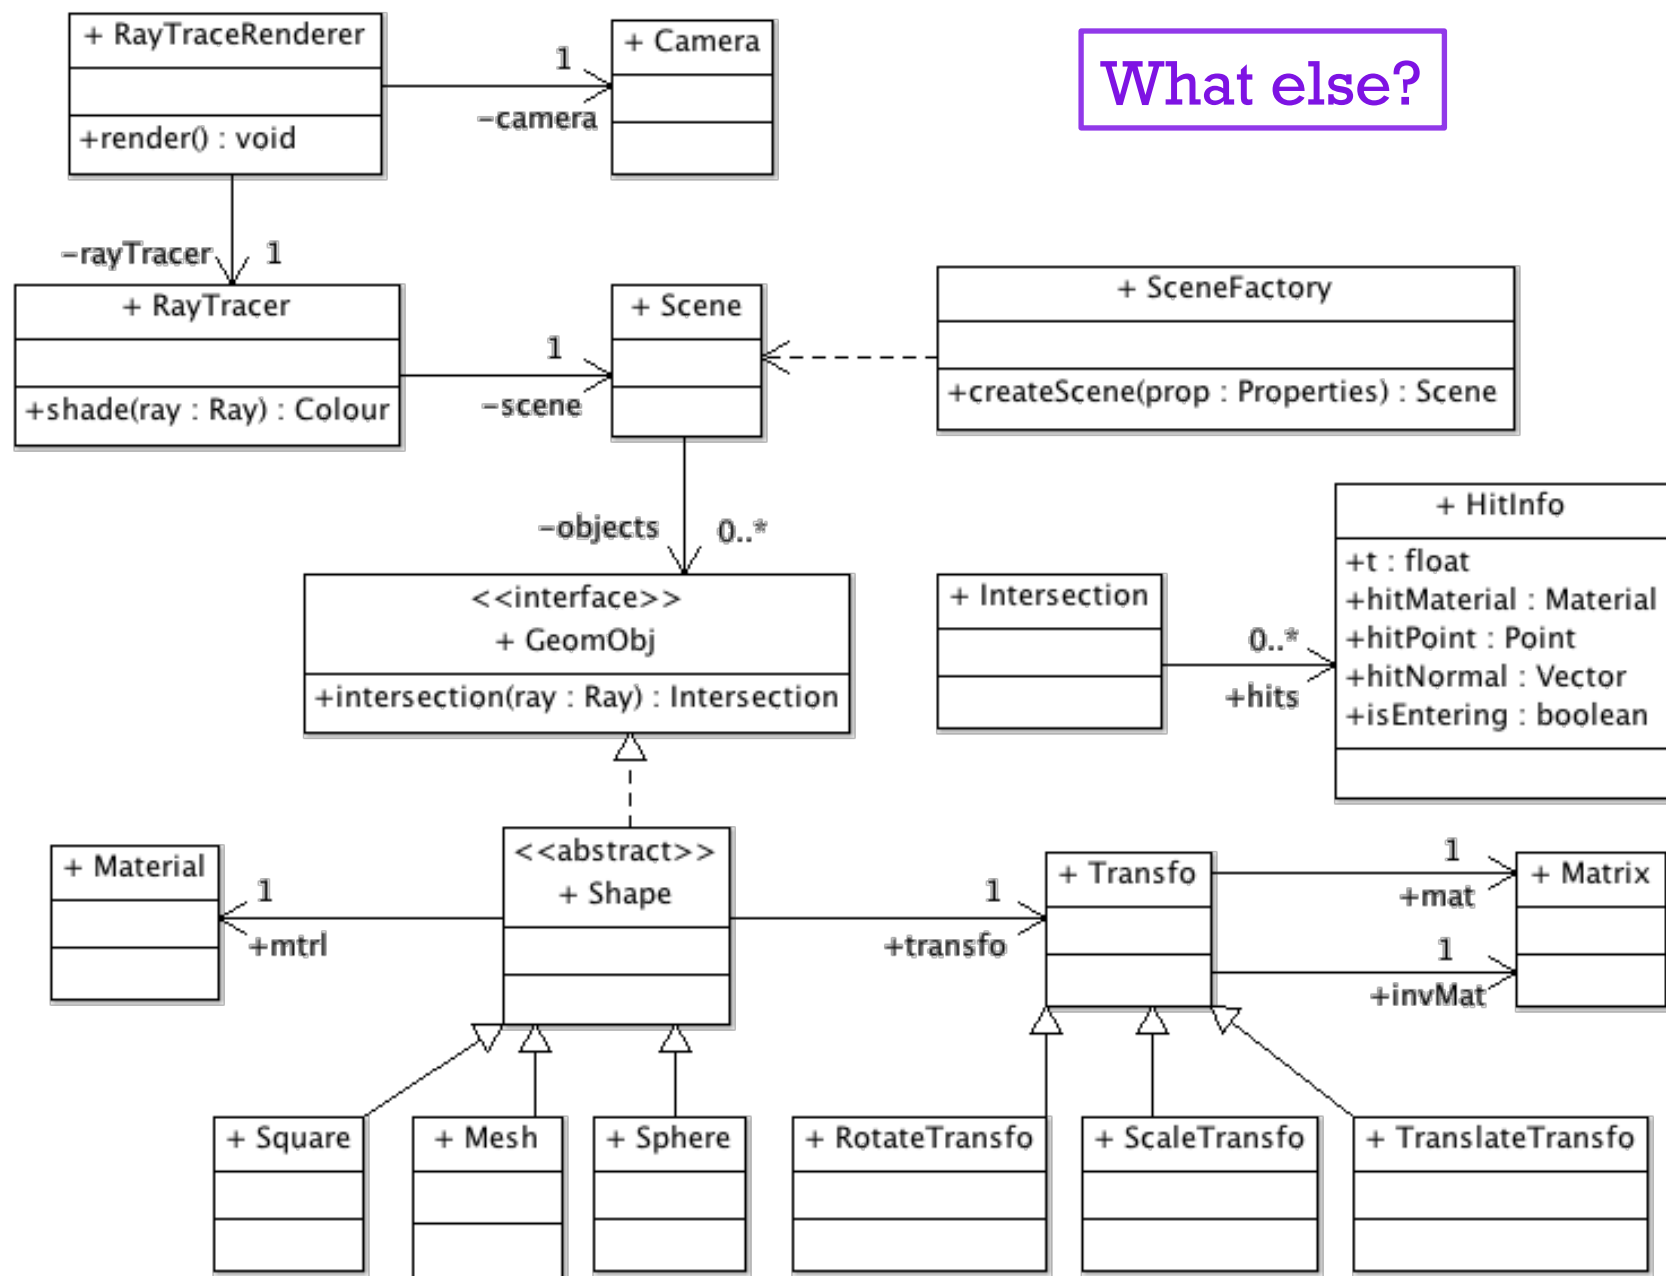 + RayTraceRenderer
+render() : void
1
-camera
+ Camera
What else?
-rayTracer
1
+ RayTracer
+shade(ray : Ray) : Colour
1
-scene
+ Scene
+ SceneFactory
+createScene(prop : Properties) : Scene
-objects
0..*
<<interface>>
+ GeomObj
+intersection(ray : Ray) : Intersection
+ Intersection
0..*
+hits
+ HitInfo
+t : float
+hitMaterial : Material
+hitPoint : Point
+hitNormal : Vector
+isEntering : boolean
+ Material
1
+mtrl
<<abstract>>
+ Shape
1
+transfo
+ Transfo
1
+mat
1
+invMat
+ Matrix
+ Square
+ Mesh
+ Sphere
+ RotateTransfo
+ ScaleTransfo
+ TranslateTransfo